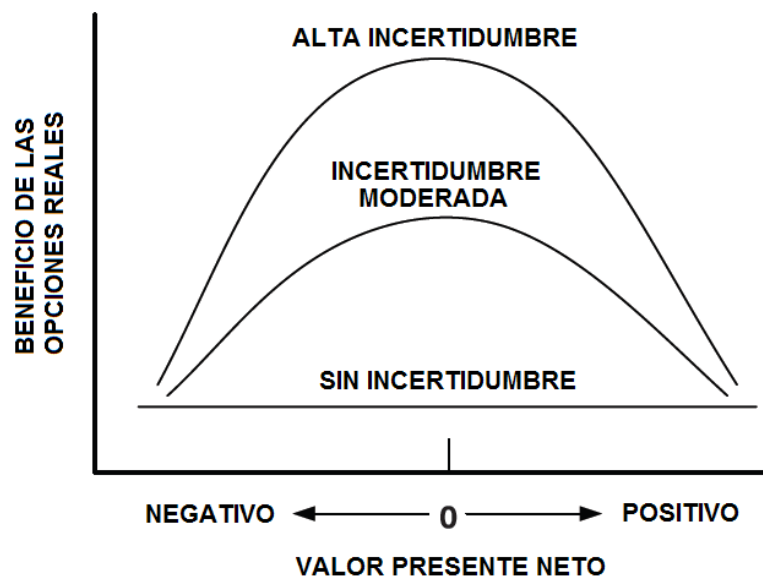 ALTA INCERTIDUMBRE
BENEFICIO DE LAS
OPCIONES REALES
INCERTIDUMBRE
MODERADA
SIN INCERTIDUMBRE
NEGATIVO 0 POSITIVO
VALOR PRESENTE NETO